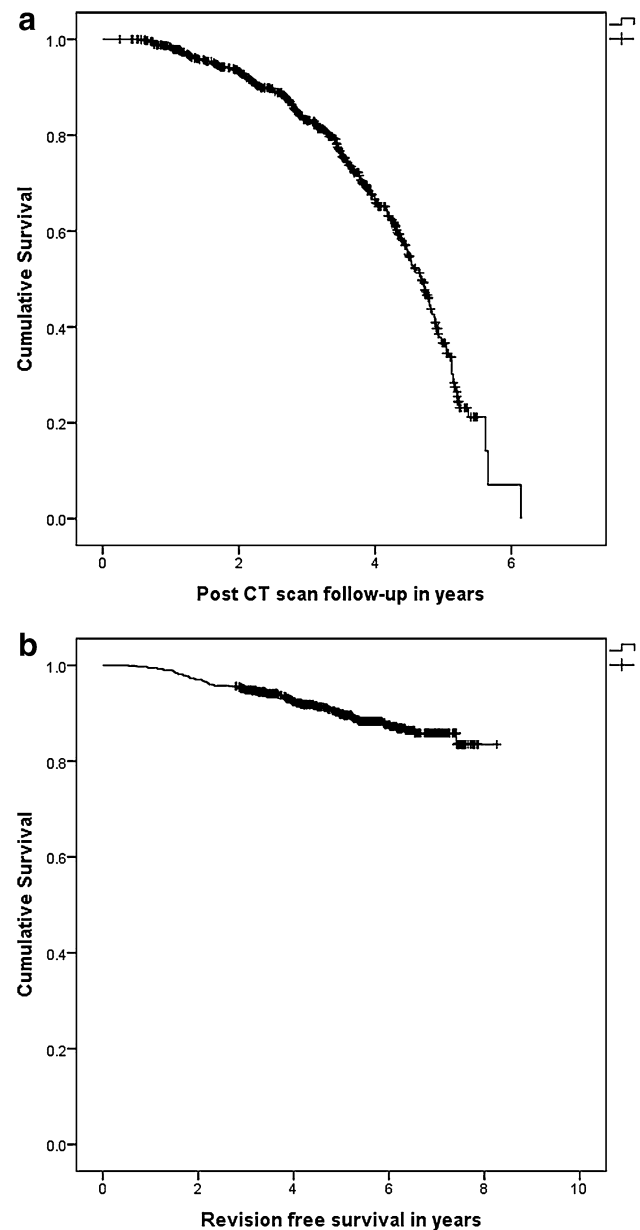 a
1.0
0.8
0.6
0.4
0.2
0.0
Cumulative Survival
0 2 4 6
Post CT scan follow-up in years
b
1.0
0.8
0.6
0.4
0.2
0.0
Cumulative Survival
0 2 4 6 8 10
Revision free survival in years